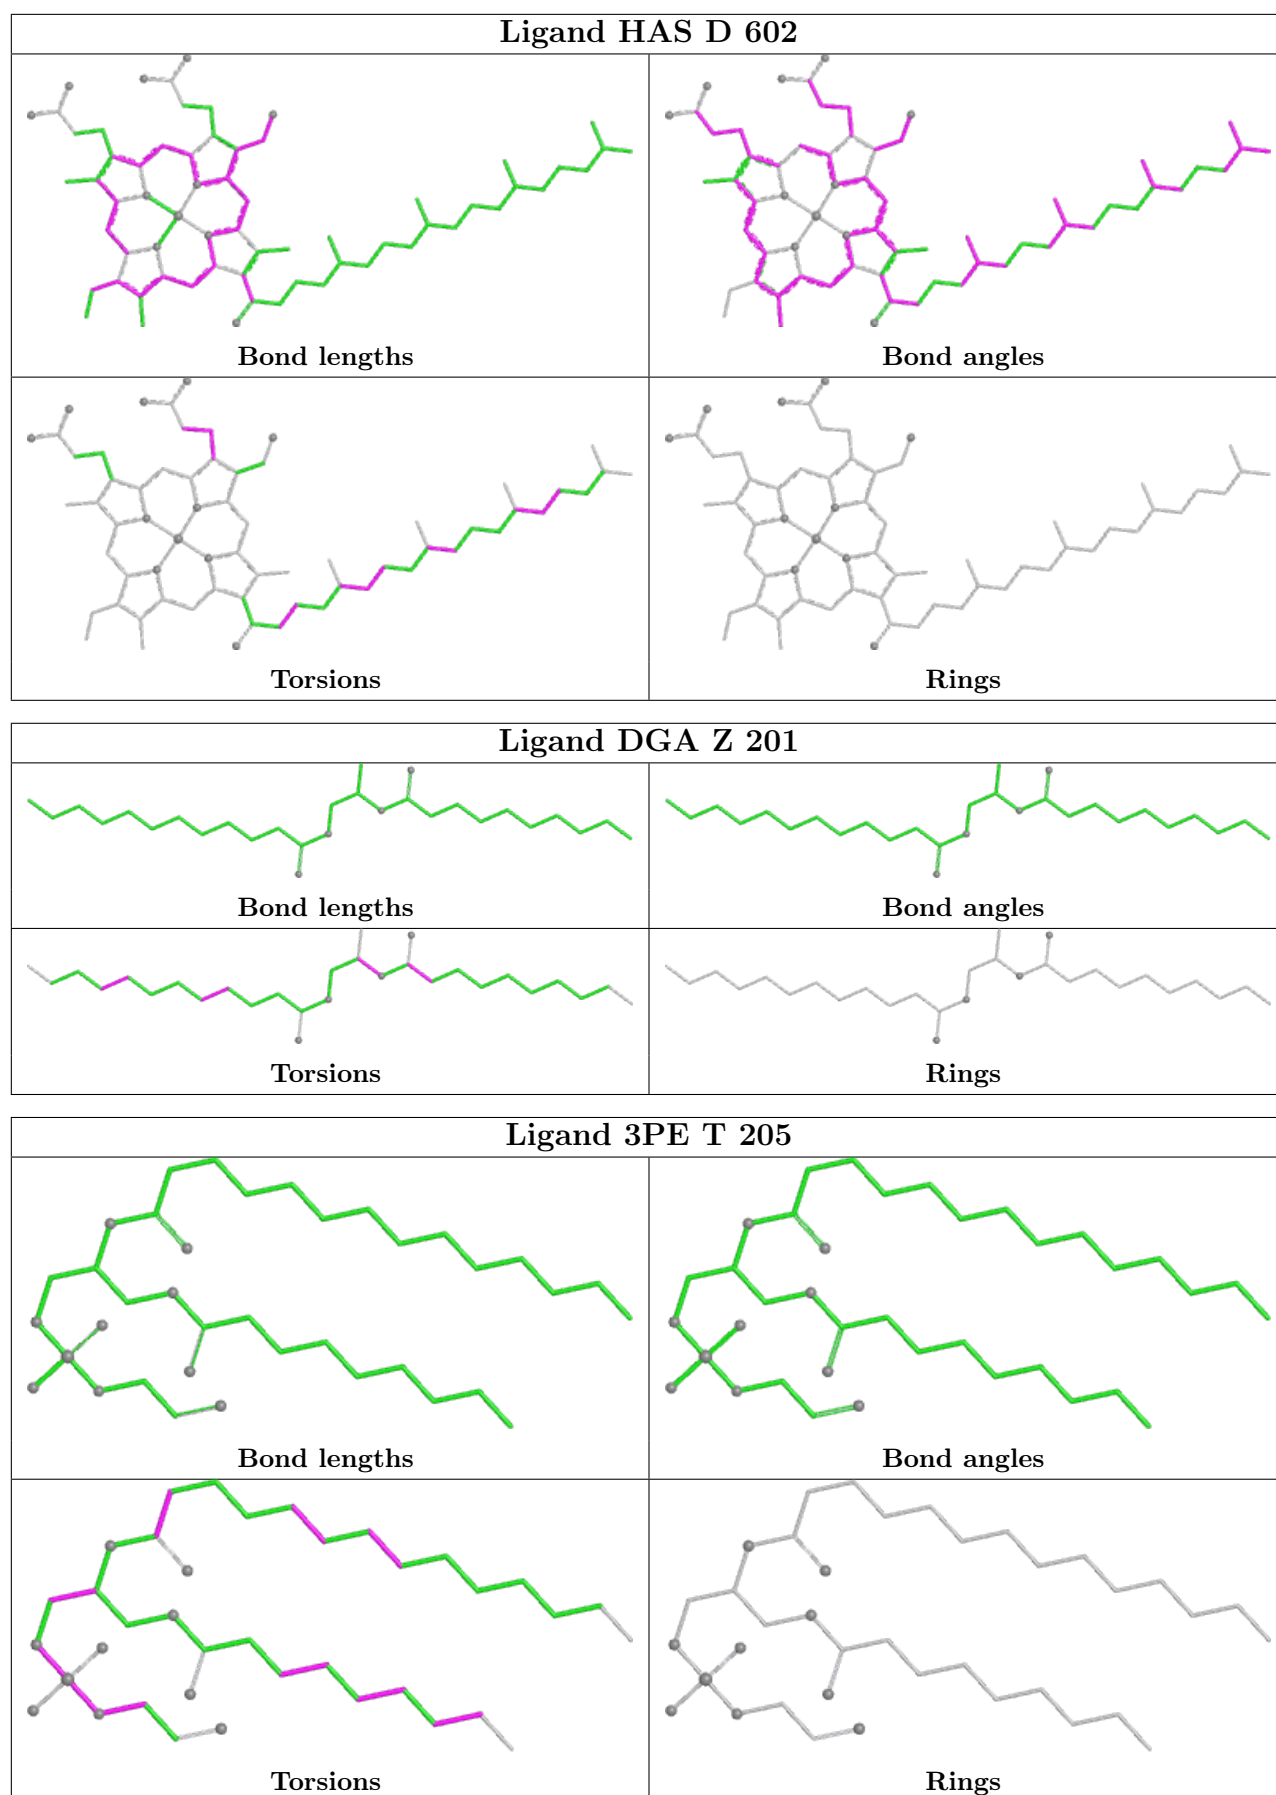 Ligand HAS D 602
Bond lengths
Bond angles
Torsions
Rings
Ligand DGA Z 201
Bond lengths
Bond angles
Torsions
Rings
Ligand 3PE T 205
Bond lengths
Bond angles
Torsions
Rings